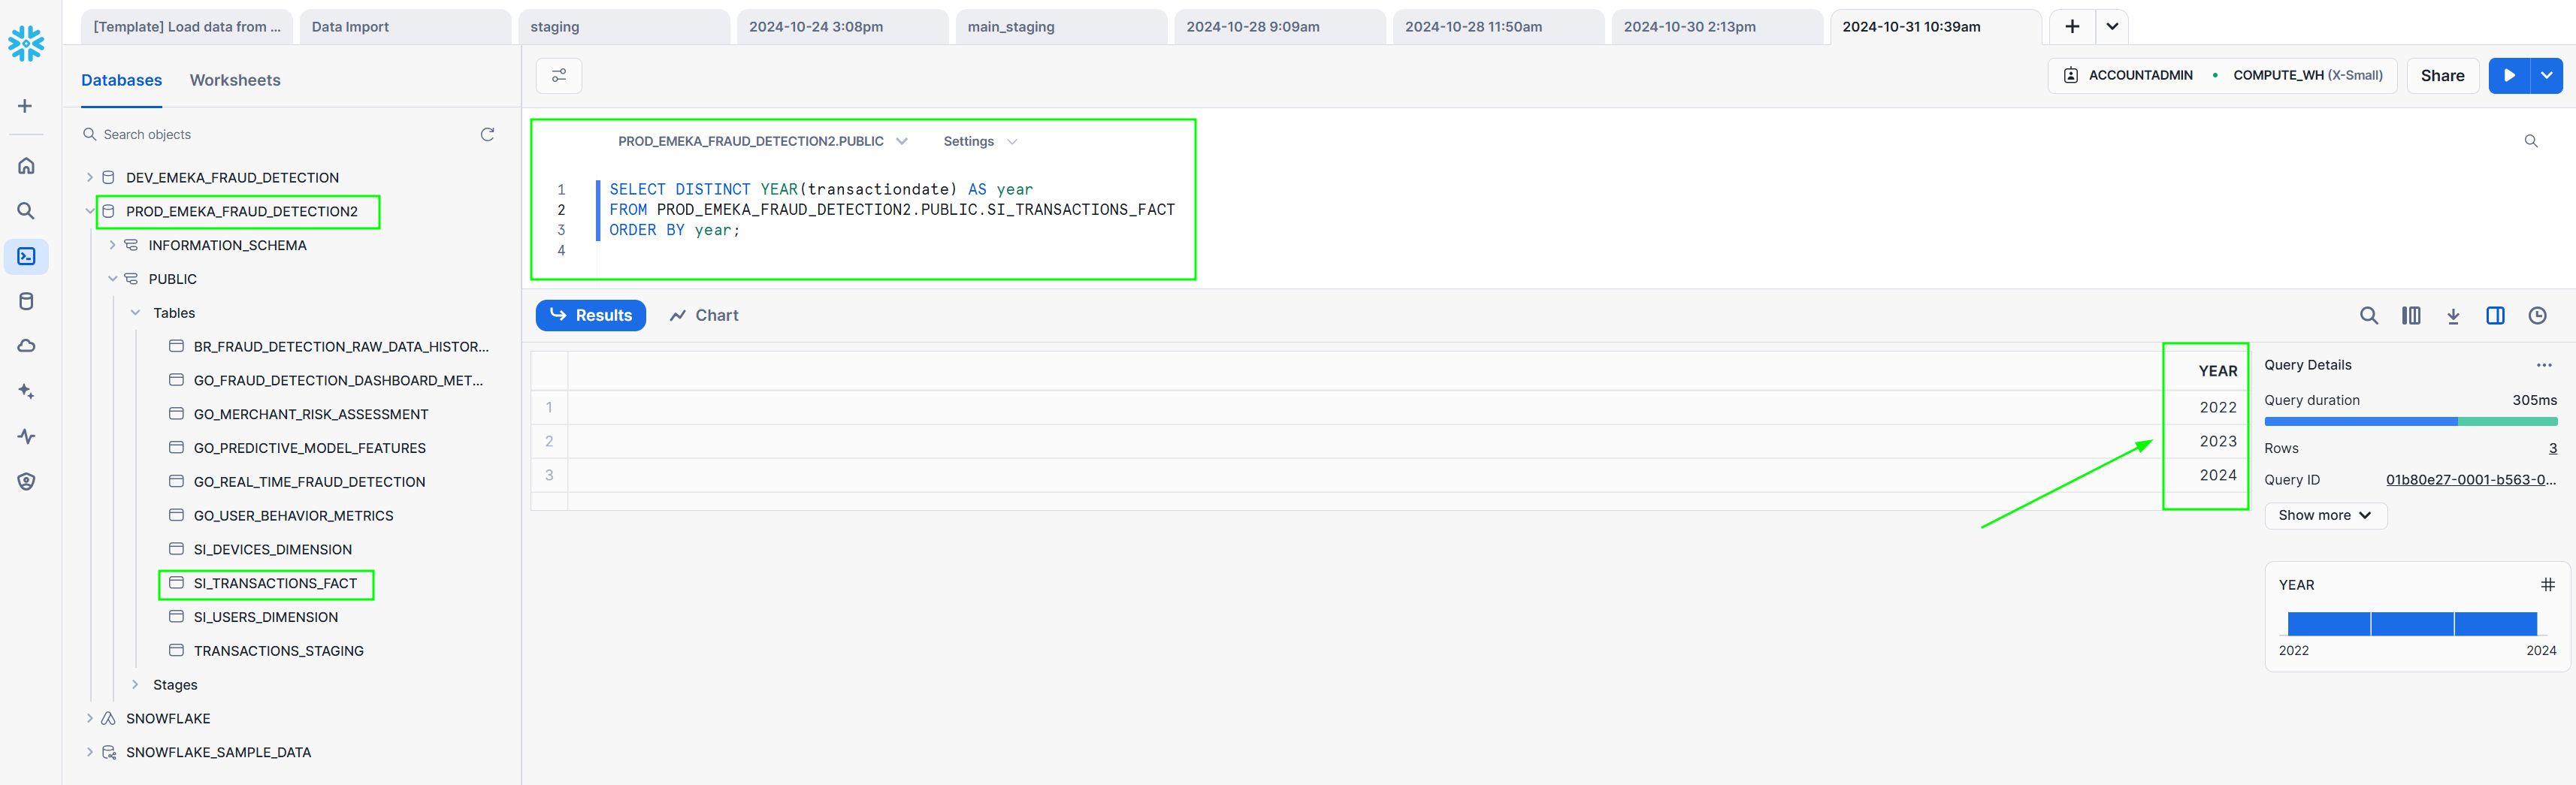 [Template] Load data from ...
Data Import
staging
2024-10-24 3:08pm
main_staging
2024-10-28 9:09am
2024-10-28 11:50am
2024-10-30 2:13pm
2024-10-31 10:39am
Databases
Worksheets
ACCOUNTADMIN
COMPUTE_WH (X-Small)
Share
Search objects
DEV_EMEKA_FRAUD_DETECTION
PROD_EMEKA_FRAUD_DETECTION2
INFORMATION_SCHEMA
PUBLIC
Tables
BR_FRAUD_DETECTION_RAW_DATA_HISTOR...
GO_FRAUD_DETECTION_DASHBOARD_MET...
GO_MERCHANT_RISK_ASSESSMENT
GO_PREDICTIVE_MODEL_FEATURES
GO_REAL_TIME_FRAUD_DETECTION
GO_USER_BEHAVIOR_METRICS
SI_DEVICES_DIMENSION
SI_TRANSACTIONS_FACT
SI_USERS_DIMENSION
TRANSACTIONS_STAGING
Stages
SNOWFLAKE
SNOWFLAKE_SAMPLE_DATA
PROD_EMEKA_FRAUD_DETECTION2.PUBLIC
Settings
1 SELECT DISTINCT YEAR(transactiondate) AS year
2 FROM PROD_EMEKA_FRAUD_DETECTION2.PUBLIC.SI_TRANSACTIONS_FACT
3 ORDER BY year;
4
Results
Chart
YEAR
1 2022
2 2023
3 2024
Query Details
Query duration 305ms
Rows 3
Query ID 01b80e27-0001-b563-0...
Show more
YEAR
2022 2024